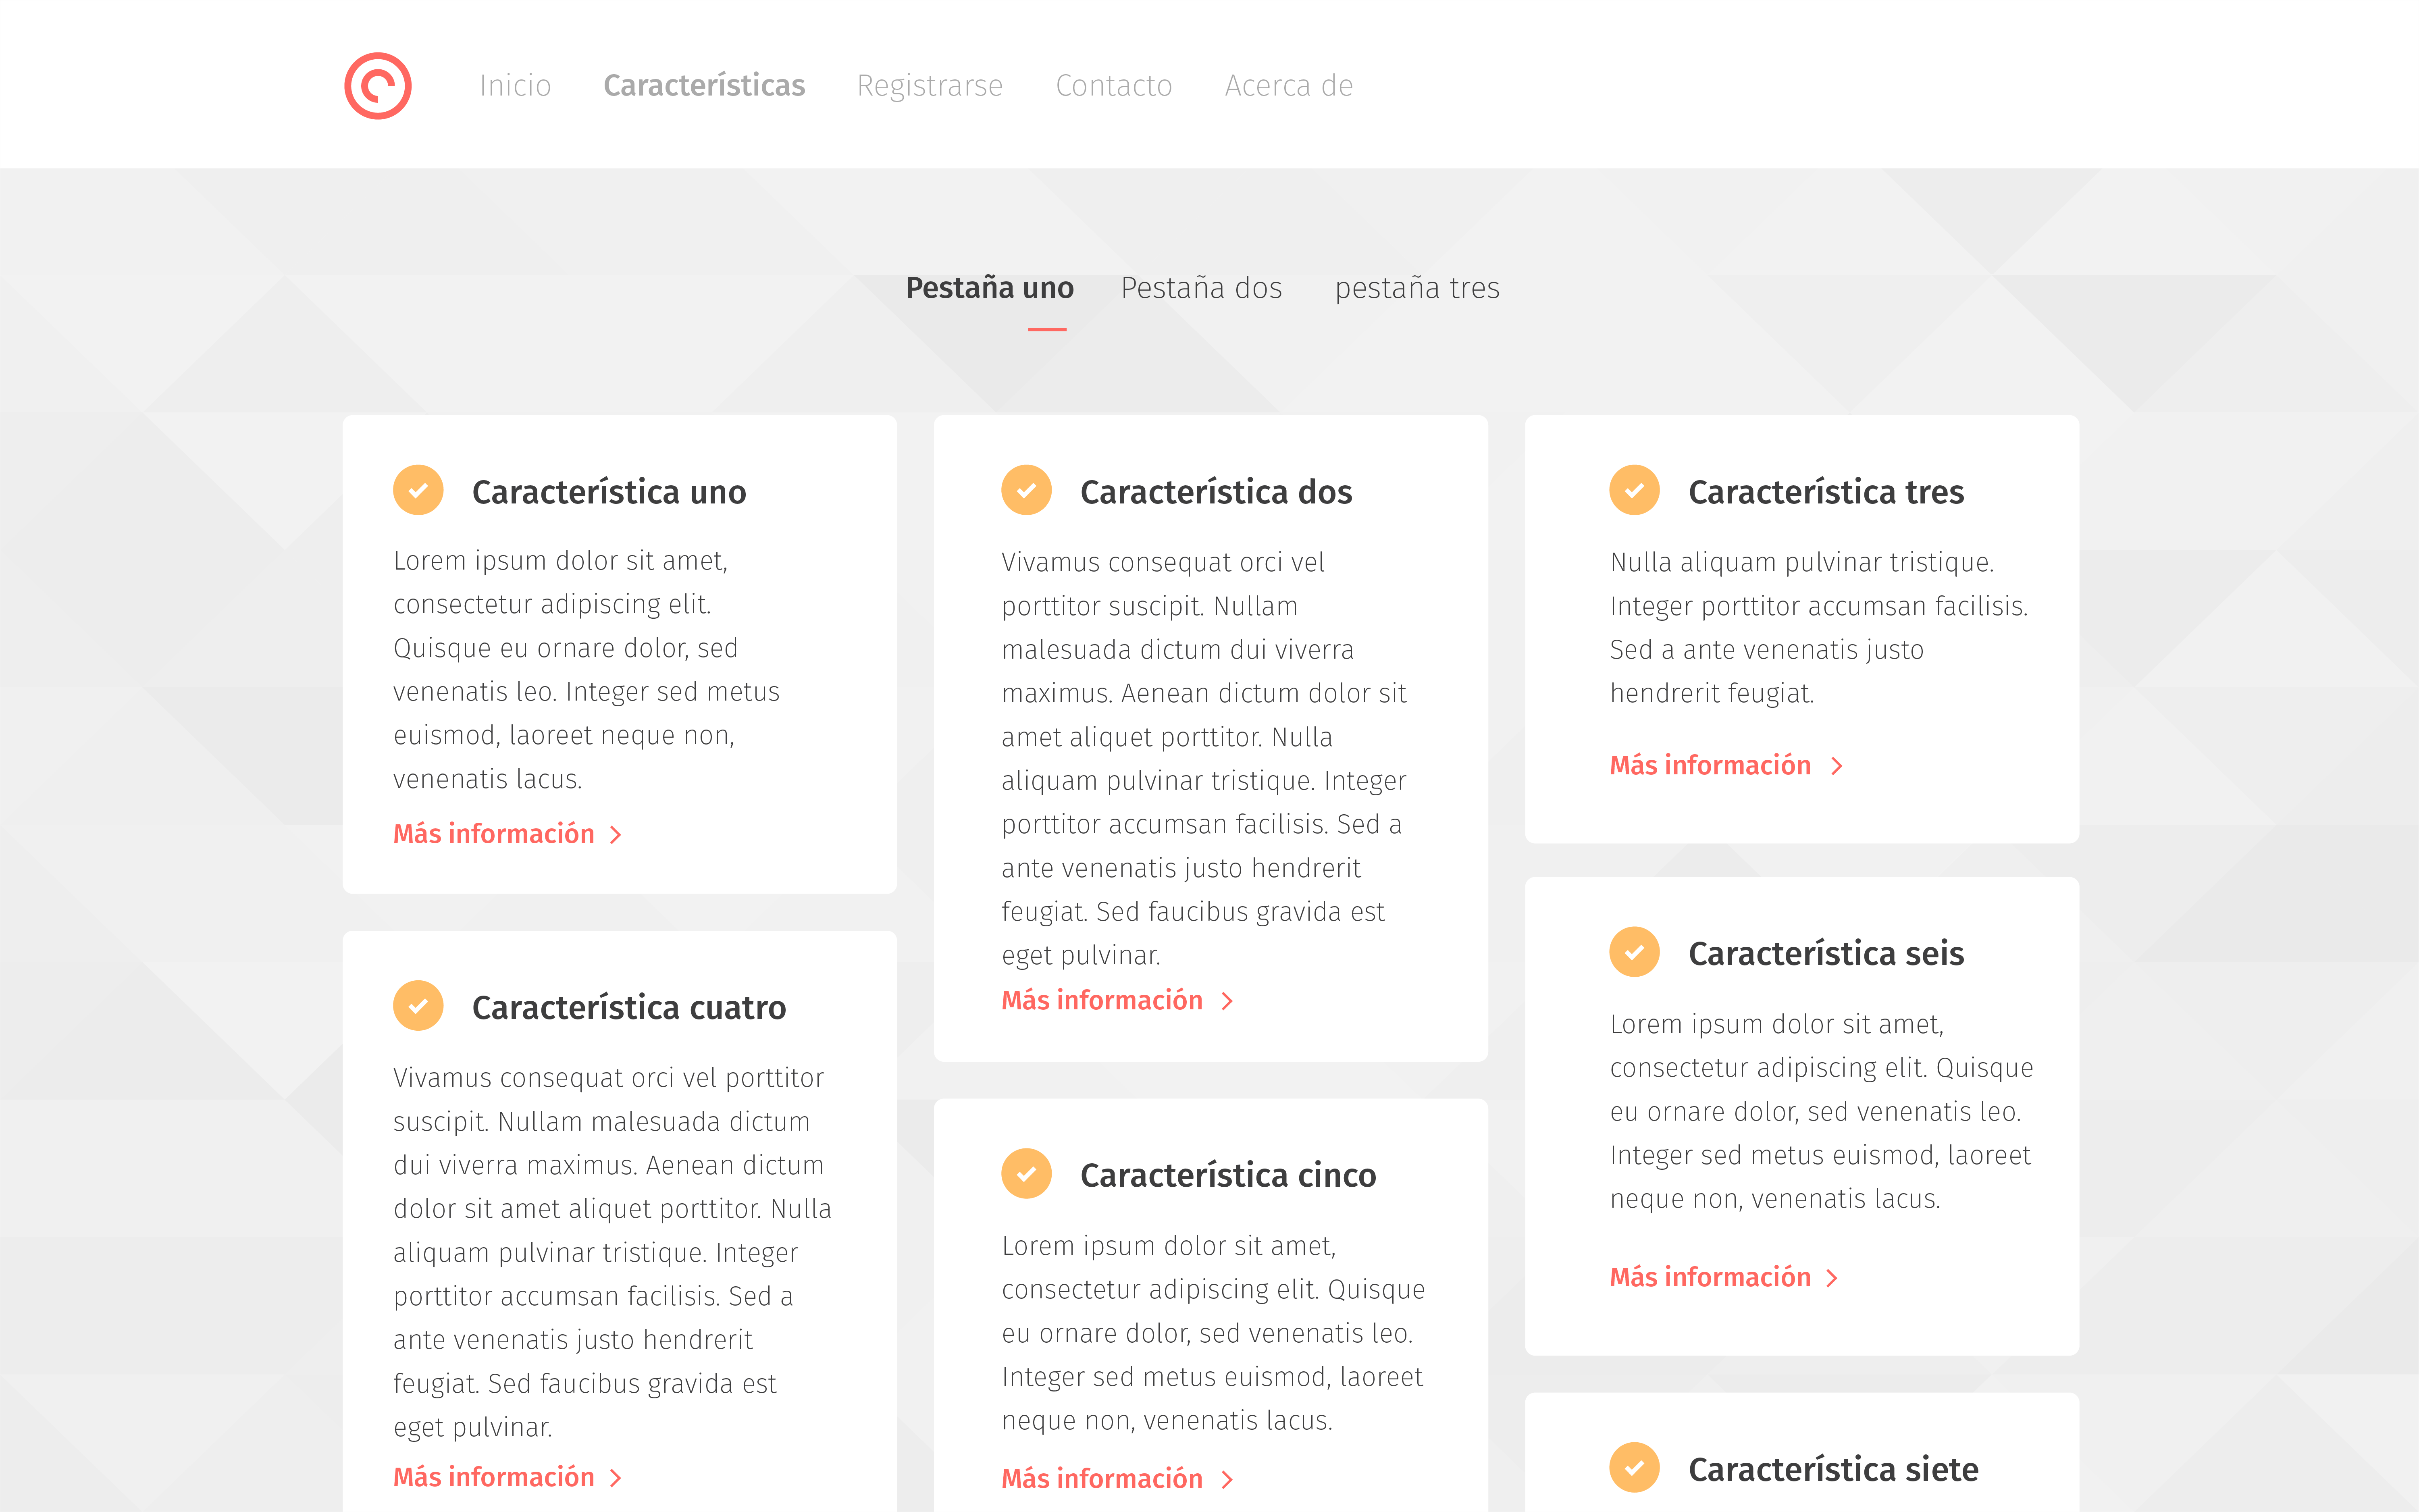 Inicio Características Registrarse Contacto Acerca de
Pestaña uno Pestaña dos pestaña tres
Característica uno
Lorem ipsum dolor sit amet,
consectetur adipiscing elit.
Quisque eu ornare dolor, sed
venenatis leo. Integer sed metus
euismod, laoreet neque non,
venenatis lacus.
Más información
Característica dos
Vivamus consequat orci vel
porttitor suscipit. Nullam
malesuada dictum dui viverra
maximus. Aenean dictum dolor sit
amet aliquet porttitor. Nulla
aliquam pulvinar tristique. Integer
porttitor accumsan facilisis. Sed a
ante venenatis justo hendrerit
feugiat. Sed faucibus gravida est
eget pulvinar.
Más información
Característica tres
Nulla aliquam pulvinar tristique.
Integer porttitor accumsan facilisis.
Sed a ante venenatis justo
hendrerit feugiat.
Más información
Característica cuatro
Vivamus consequat orci vel porttitor
suscipit. Nullam malesuada dictum
dui viverra maximus. Aenean dictum
dolor sit amet aliquet porttitor. Nulla
aliquam pulvinar tristique. Integer
porttitor accumsan facilisis. Sed a
ante venenatis justo hendrerit
feugiat. Sed faucibus gravida est
eget pulvinar.
Más información
Característica cinco
Lorem ipsum dolor sit amet,
consectetur adipiscing elit. Quisque
eu ornare dolor, sed venenatis leo.
Integer sed metus euismod, laoreet
neque non, venenatis lacus.
Más información
Característica seis
Lorem ipsum dolor sit amet,
consectetur adipiscing elit. Quisque
eu ornare dolor, sed venenatis leo.
Integer sed metus euismod, laoreet
neque non, venenatis lacus.
Más información
Característica siete